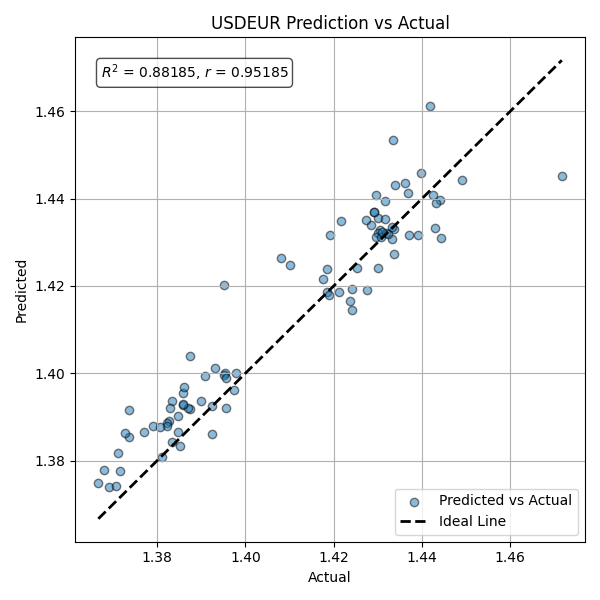 USDEUR Prediction vs Actual
R² = 0.88185, r = 0.95185
1.46
1.44
1.42
1.40
1.38
Predicted
Predicted vs Actual
Ideal Line
1.38 1.40 1.42 1.44 1.46
Actual